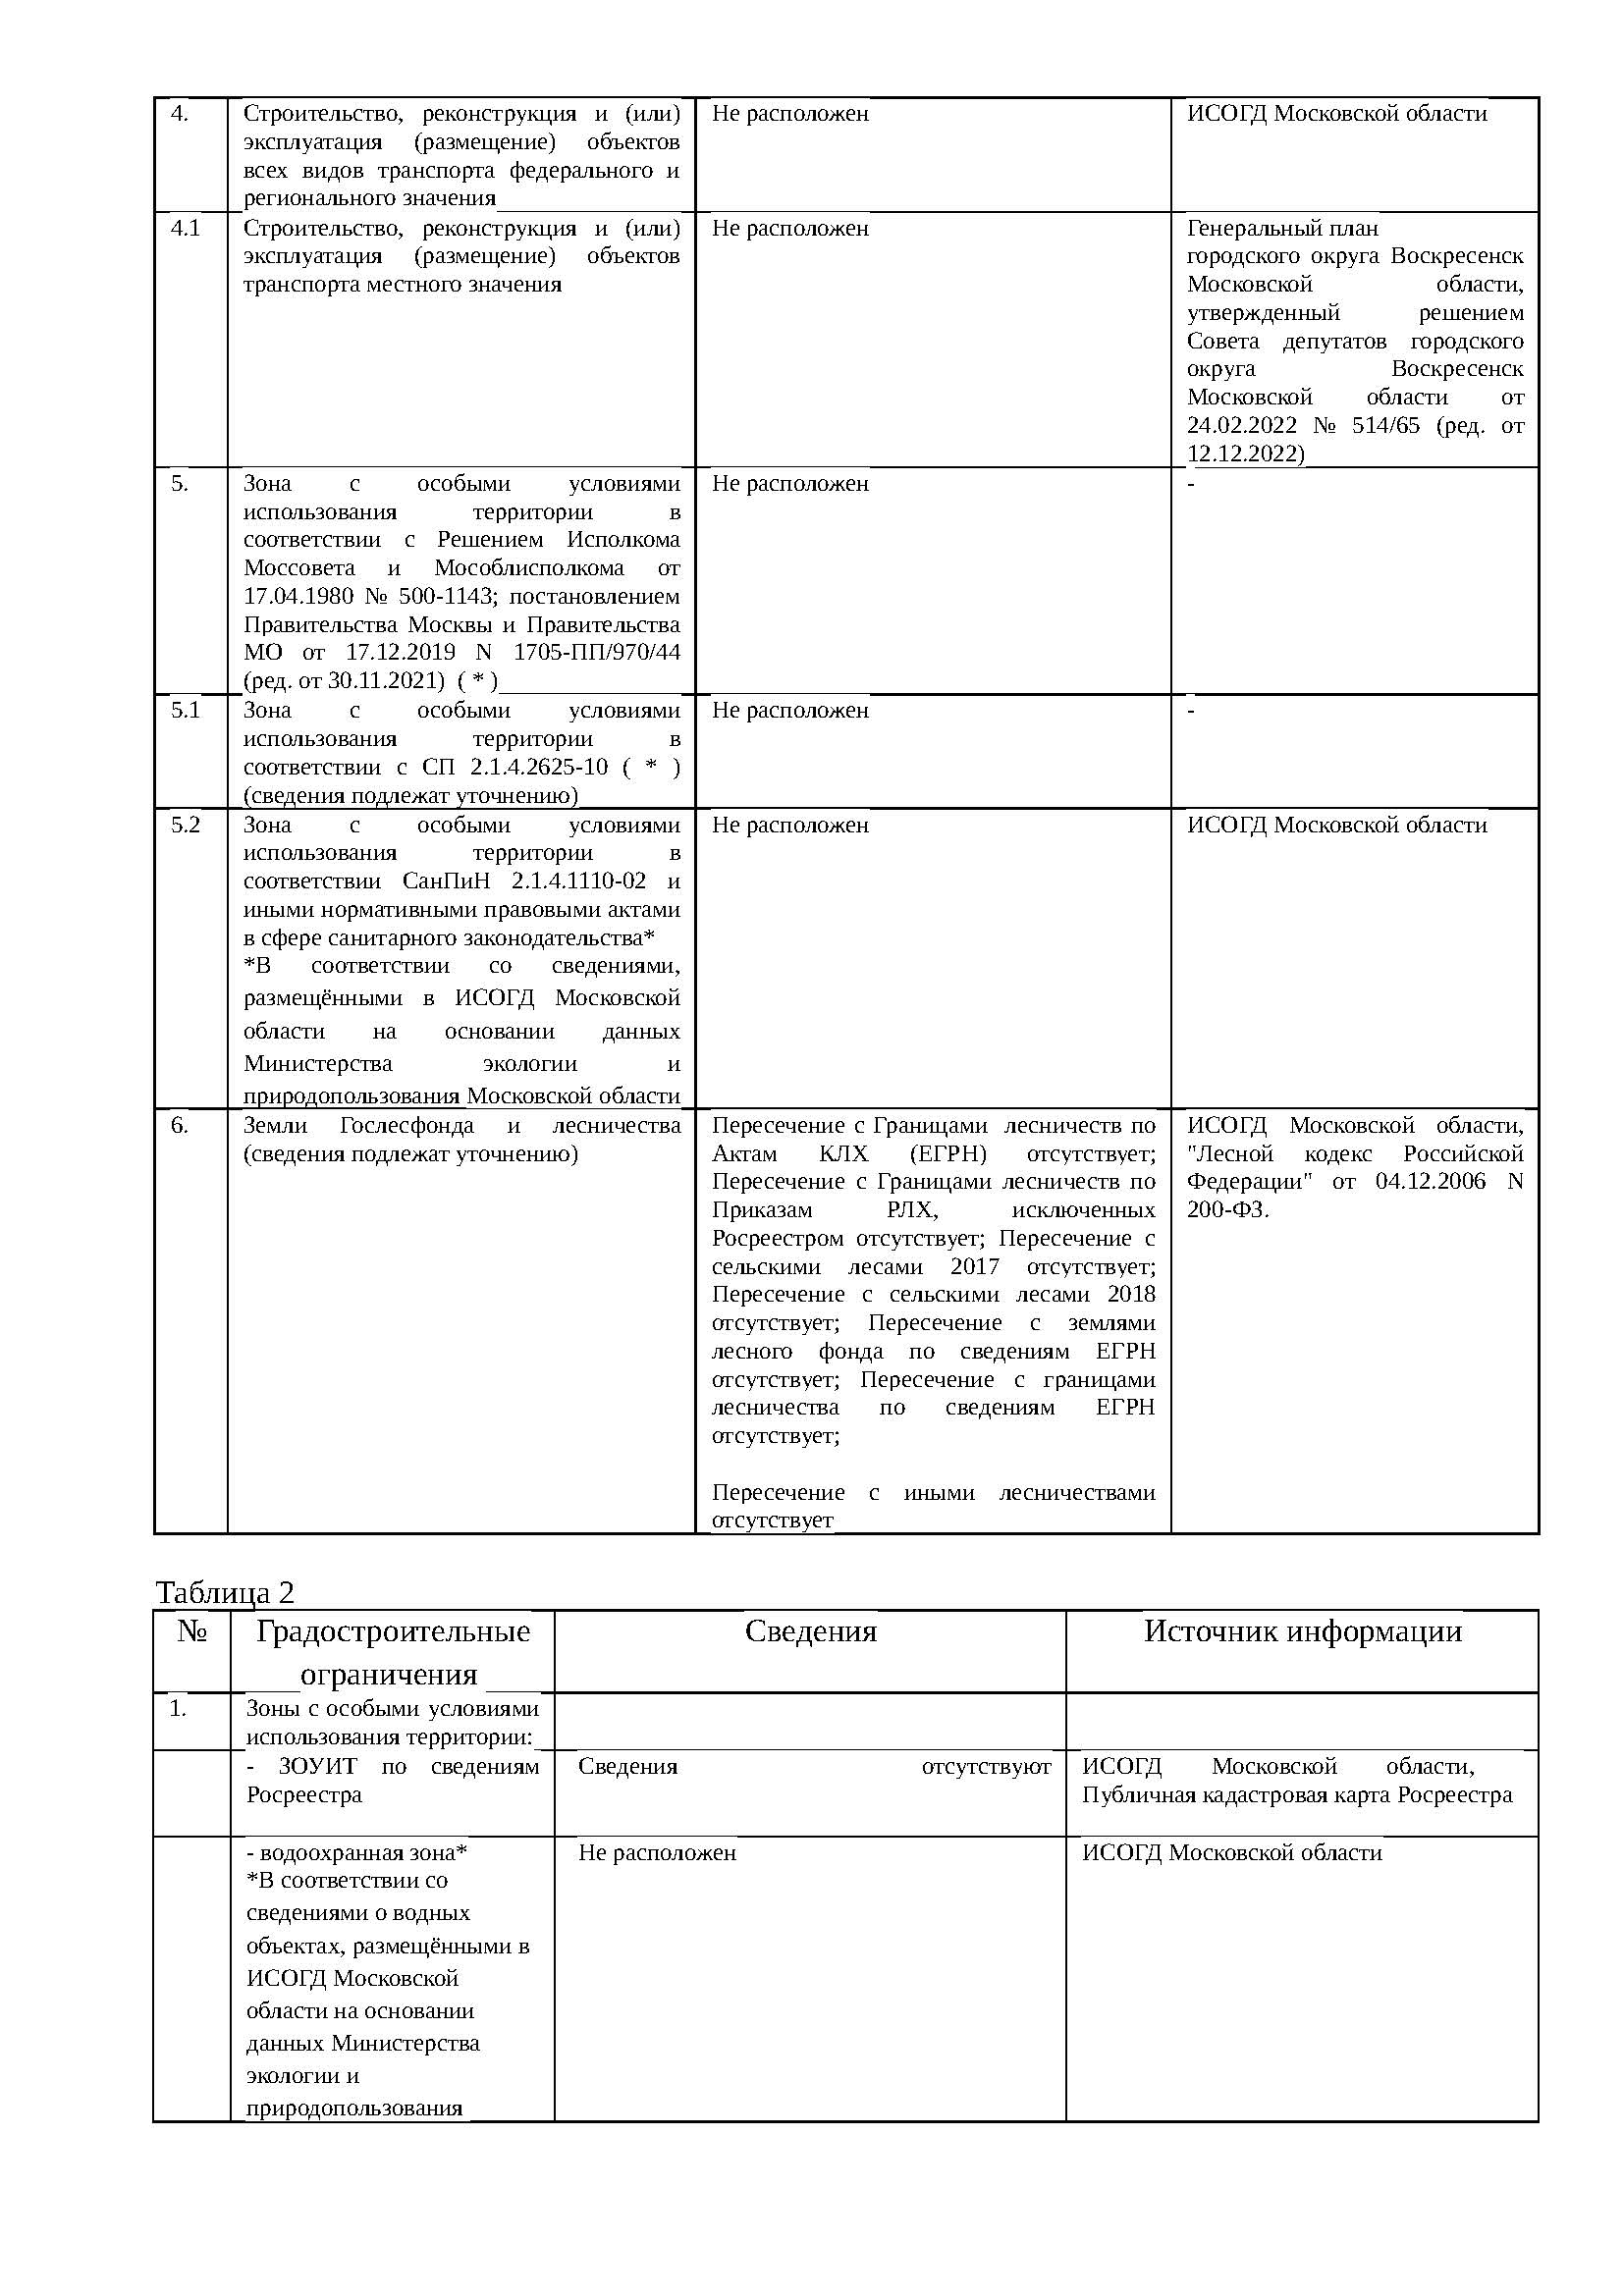 4.
Строительство, реконструкция и (или)
эксплуатация (размещение) объектов
всех видов транспорта федерального и
регионального значения
Не расположен
ИСОГД Московской области
4.1
Строительство, реконструкция и (или)
эксплуатация (размещение) объектов
транспорта местного значения
Не расположен
Генеральный план
городского округа Воскресенск
Московской области,
утвержденный решением
Совета депутатов городского
округа Воскресенск
Московской области от
24.02.2022 № 514/65 (ред. от
12.12.2022)
5.
Зона с особыми условиями
использования территории в
соответствии с Решением Исполкома
Моссовета и Мособлисполкома от
17.04.1980 № 500-1143; постановлением
Правительства Москвы и Правительства
МО от 17.12.2019 N 1705-ПП/970/44
(ред. от 30.11.2021) ( * )
Не расположен
-
5.1
Зона с особыми условиями
использования территории в
соответствии с СП 2.1.4.2625-10 ( * )
(сведения подлежат уточнению)
Не расположен
-
5.2
Зона с особыми условиями
использования территории в
соответствии СанПиН 2.1.4.1110-02 и
иными нормативными правовыми актами
в сфере санитарного законодательства*
*В соответствии со сведениями,
размещёнными в ИСОГД Московской
области на основании данных
Министерства экологии и
природопользования Московской области
Не расположен
ИСОГД Московской области
6.
Земли Гослесфонда и лесничества
(сведения подлежат уточнению)
Пересечение с Границами лесничеств по
Актам КЛХ (ЕГРН) отсутствует;
Пересечение с Границами лесничеств по
Приказам РЛХ, исключенных
Росреестром отсутствует; Пересечение с
сельскими лесами 2017 отсутствует;
Пересечение с сельскими лесами 2018
отсутствует; Пересечение с землями
лесного фонда по сведениям ЕГРН
отсутствует; Пересечение с границами
лесничества по сведениям ЕГРН
отсутствует;
Пересечение с иными лесничествами
отсутствует
ИСОГД Московской области,
"Лесной кодекс Российской
Федерации" от 04.12.2006 N
200-ФЗ.
Таблица 2
№
Градостроительные
ограничения
Сведения
Источник информации
1.
Зоны с особыми условиями
использования территории:
- ЗОУИТ по сведениям
Росреестра
Сведения отсутствуют
ИСОГД Московской области,
Публичная кадастровая карта Росреестра
- водоохранная зона*
*В соответствии со
сведениями о водных
объектах, размещёнными в
ИСОГД Московской
области на основании
данных Министерства
экологии и
природопользования
Не расположен
ИСОГД Московской области